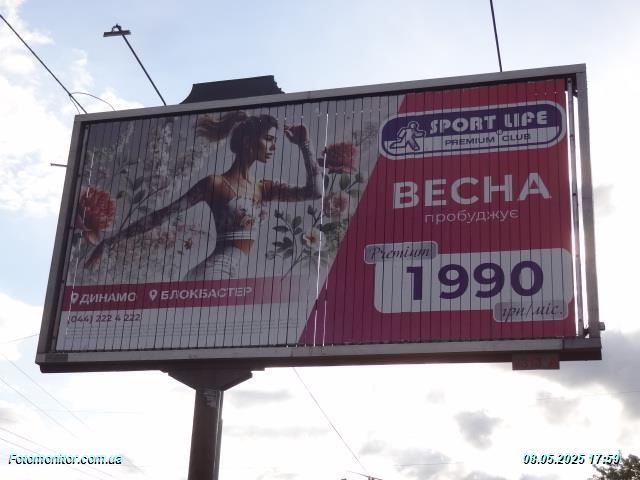 SPORT LIFE
PREMIUM CLUB
ВЕСНА
пробуджує
Premium
1990
грн/міс.
ДИНАМО БЛОКБАСТЕР
(044) 222 4 222
Fotomonitor.com.ua
08.05.2025 17:59